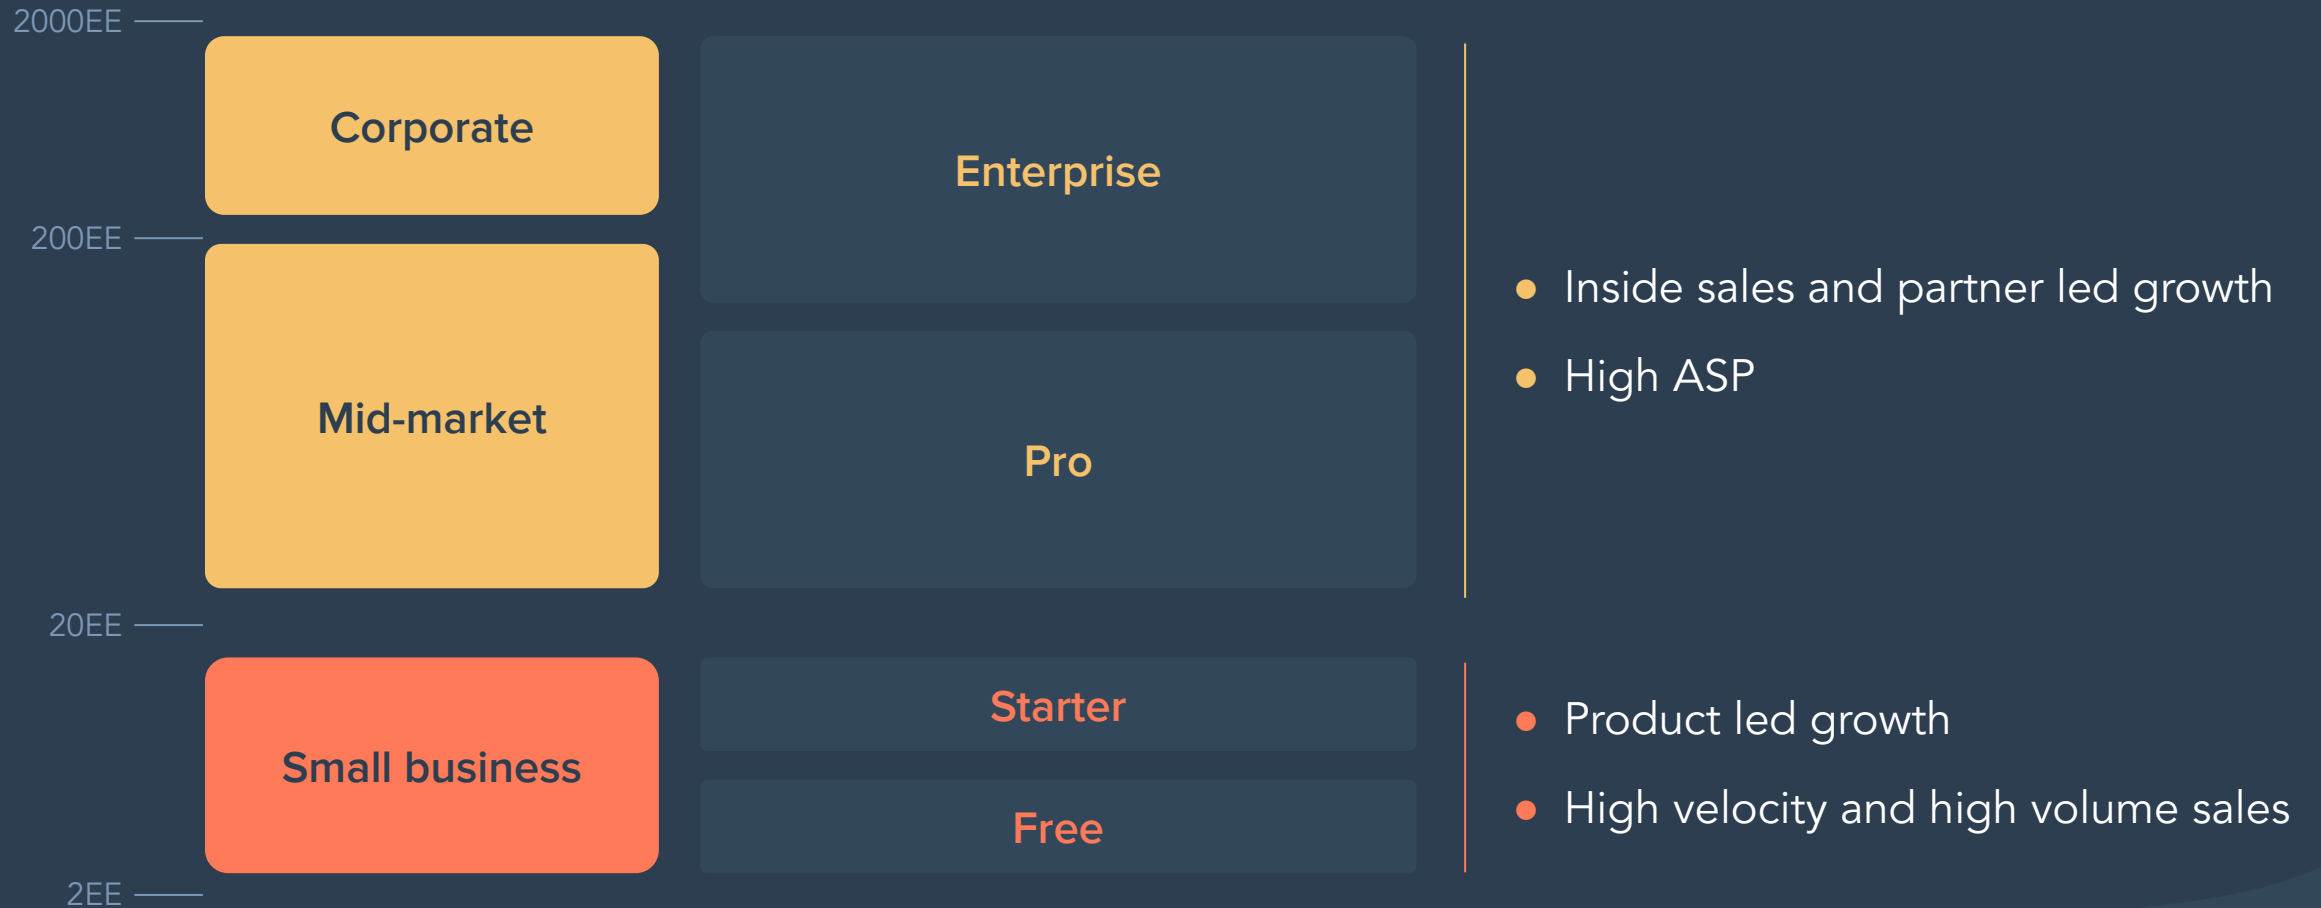 2000EE
Corporate
Enterprise
200EE
Inside sales and partner led growth
High ASP
Mid-market
Pro
20EE
Starter
Product led growth
Small business
High velocity and high volume sales
Free
2EE